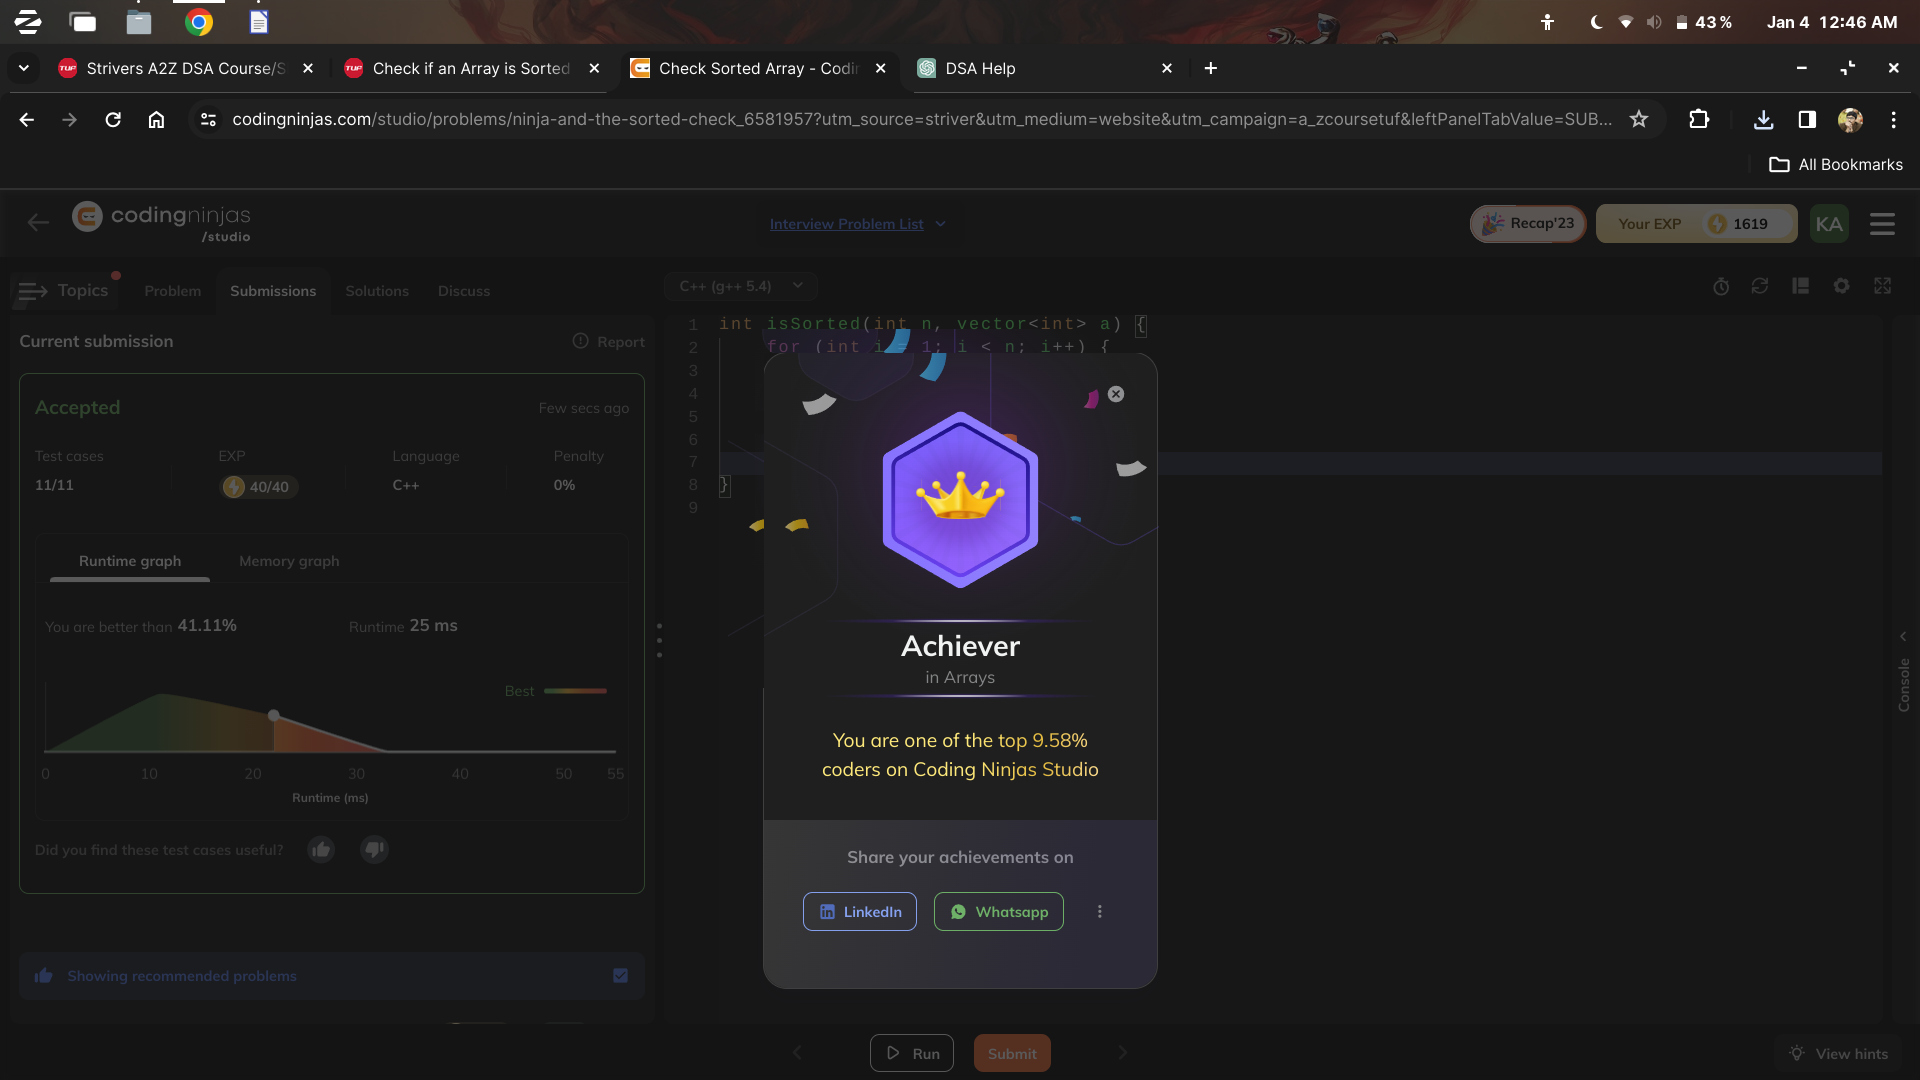 43 %
Jan 4 12:46 AM
Strivers A2Z DSA Course/S
Check if an Array is Sorted
Check Sorted Array - Codin
DSA Help
codingninjas.com/studio/problems/ninja-and-the-sorted-check_6581957?utm_source=striver&utm_medium=website&utm_campaign=a_zcoursetuf&leftPanelTabValue=SUB...
All Bookmarks
codingninjas
/studio
Interview Problem List
Recap'23
Your EXP
1619
KA
Topics
Problem
Submissions
Solutions
Discuss
C++ (g++ 5.4)
Current submission
Report
Accepted
Few secs ago
Test cases
EXP
Language
Penalty
11/11
40/40
C++
0%
Runtime graph
Memory graph
You are better than 41.11%
Runtime 25 ms
Best
0 10 20 30 40 50 55
Runtime (ms)
Did you find these test cases useful?
Showing recommended problems
1 int isSorted(int n, vector<int> a) {
2 for (int i = 1; i < n; i++) {
3
4
5
6
7
8 }
9
Achiever
in Arrays
You are one of the top 9.58%
coders on Coding Ninjas Studio
Share your achievements on
LinkedIn
Whatsapp
Console
Run
Submit
View hints